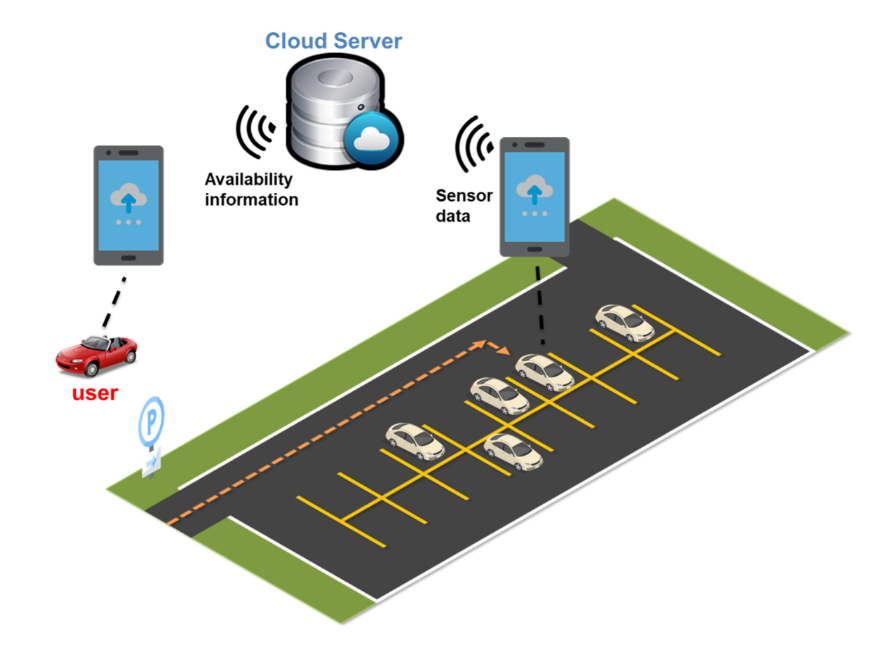 Cloud Server
Availability
information
Sensor
data
user
P